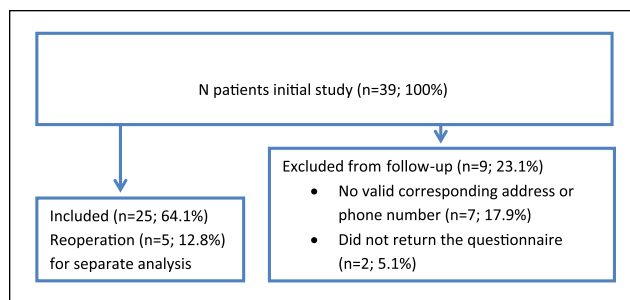 N patients initial study (n=39; 100%)
Included (n=25; 64.1%)
Reoperation (n=5; 12.8%)
for separate analysis
Excluded from follow-up (n=9; 23.1%)
• No valid corresponding address or
phone number (n=7; 17.9%)
• Did not return the questionnaire
(n=2; 5.1%)